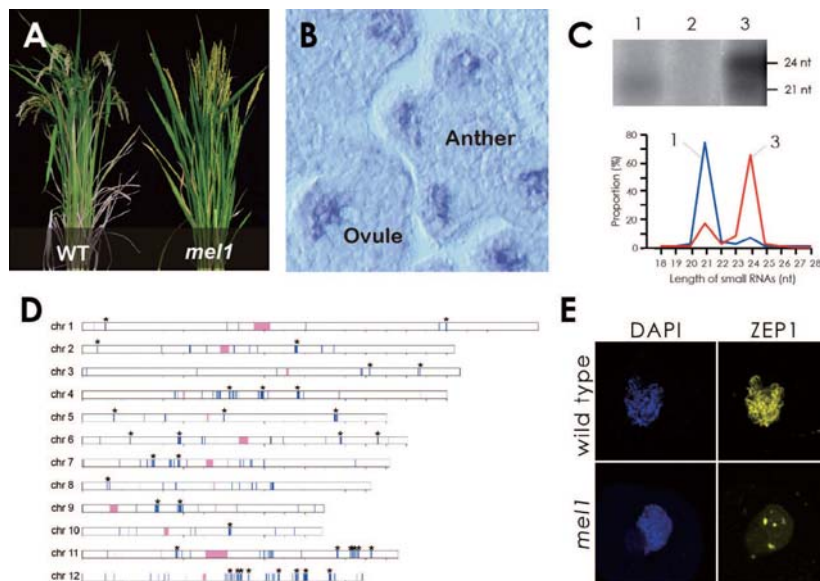 A
WT
mel1
B
Anther
Ovule
C
1 2 3
24 nt
21 nt
80
60
40
20
0
Proportion (%)
1
3
18 19 20 21 22 23 24 25 26 27 28
Length of small RNAs (nt)
D
chr 1
chr 2
chr 3
chr 4
chr 5
chr 6
chr 7
chr 8
chr 9
chr 10
chr 11
chr 12
E
DAPI ZEP1
wild type
mel1